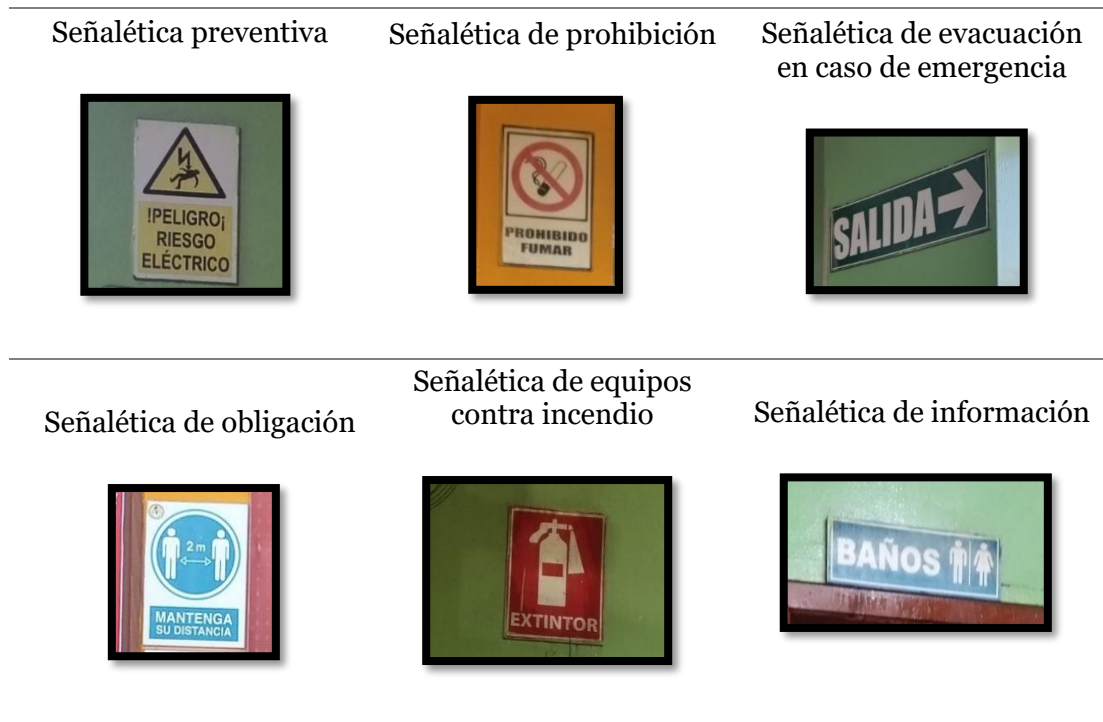 Señalética preventiva
Señalética de prohibición
Señalética de evacuación
en caso de emergencia
!PELIGRO¡
RIESGO
ELÉCTRICO
PROHIBIDO
FUMAR
SALIDA
Señalética de obligación
Señalética de equipos
contra incendio
Señalética de información
2 m
MANTENGA
SU DISTANCIA
EXTINTOR
BAÑOS